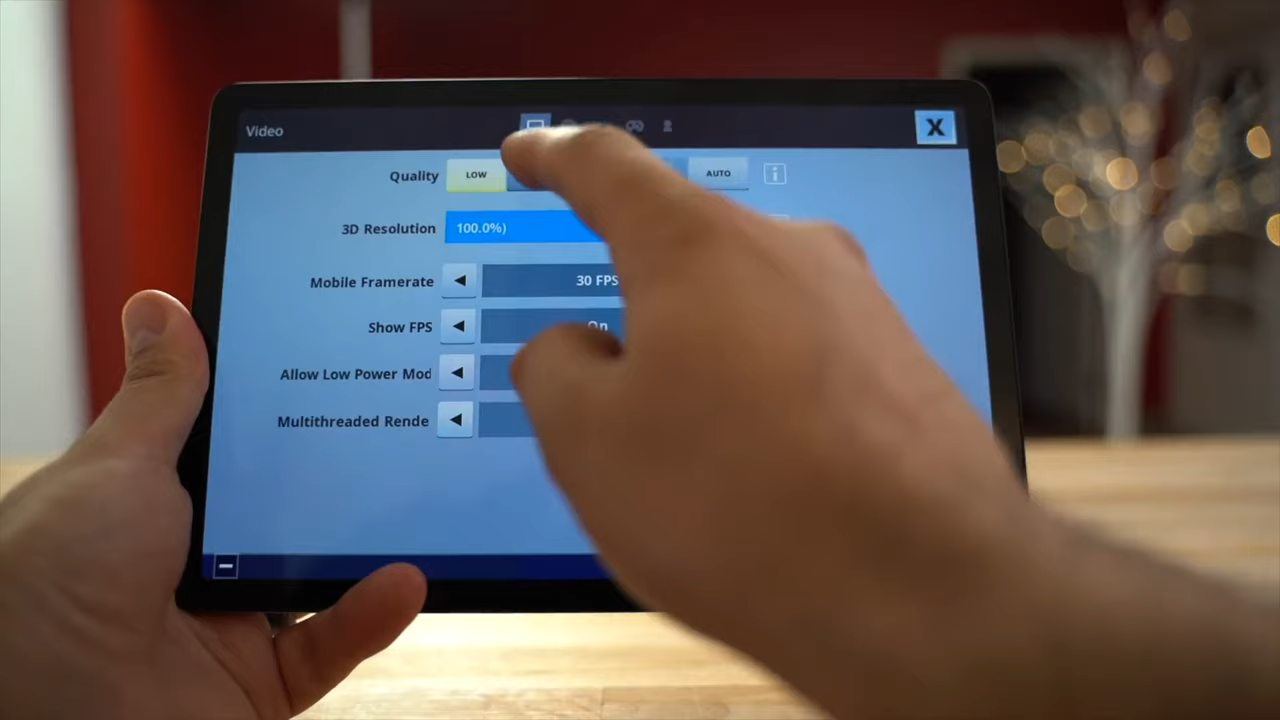 Video
X
Quality LOW AUTO i
3D Resolution 100.0%)
Mobile Framerate 30 FPS
Show FPS On
Allow Low Power Mod
Multithreaded Rende